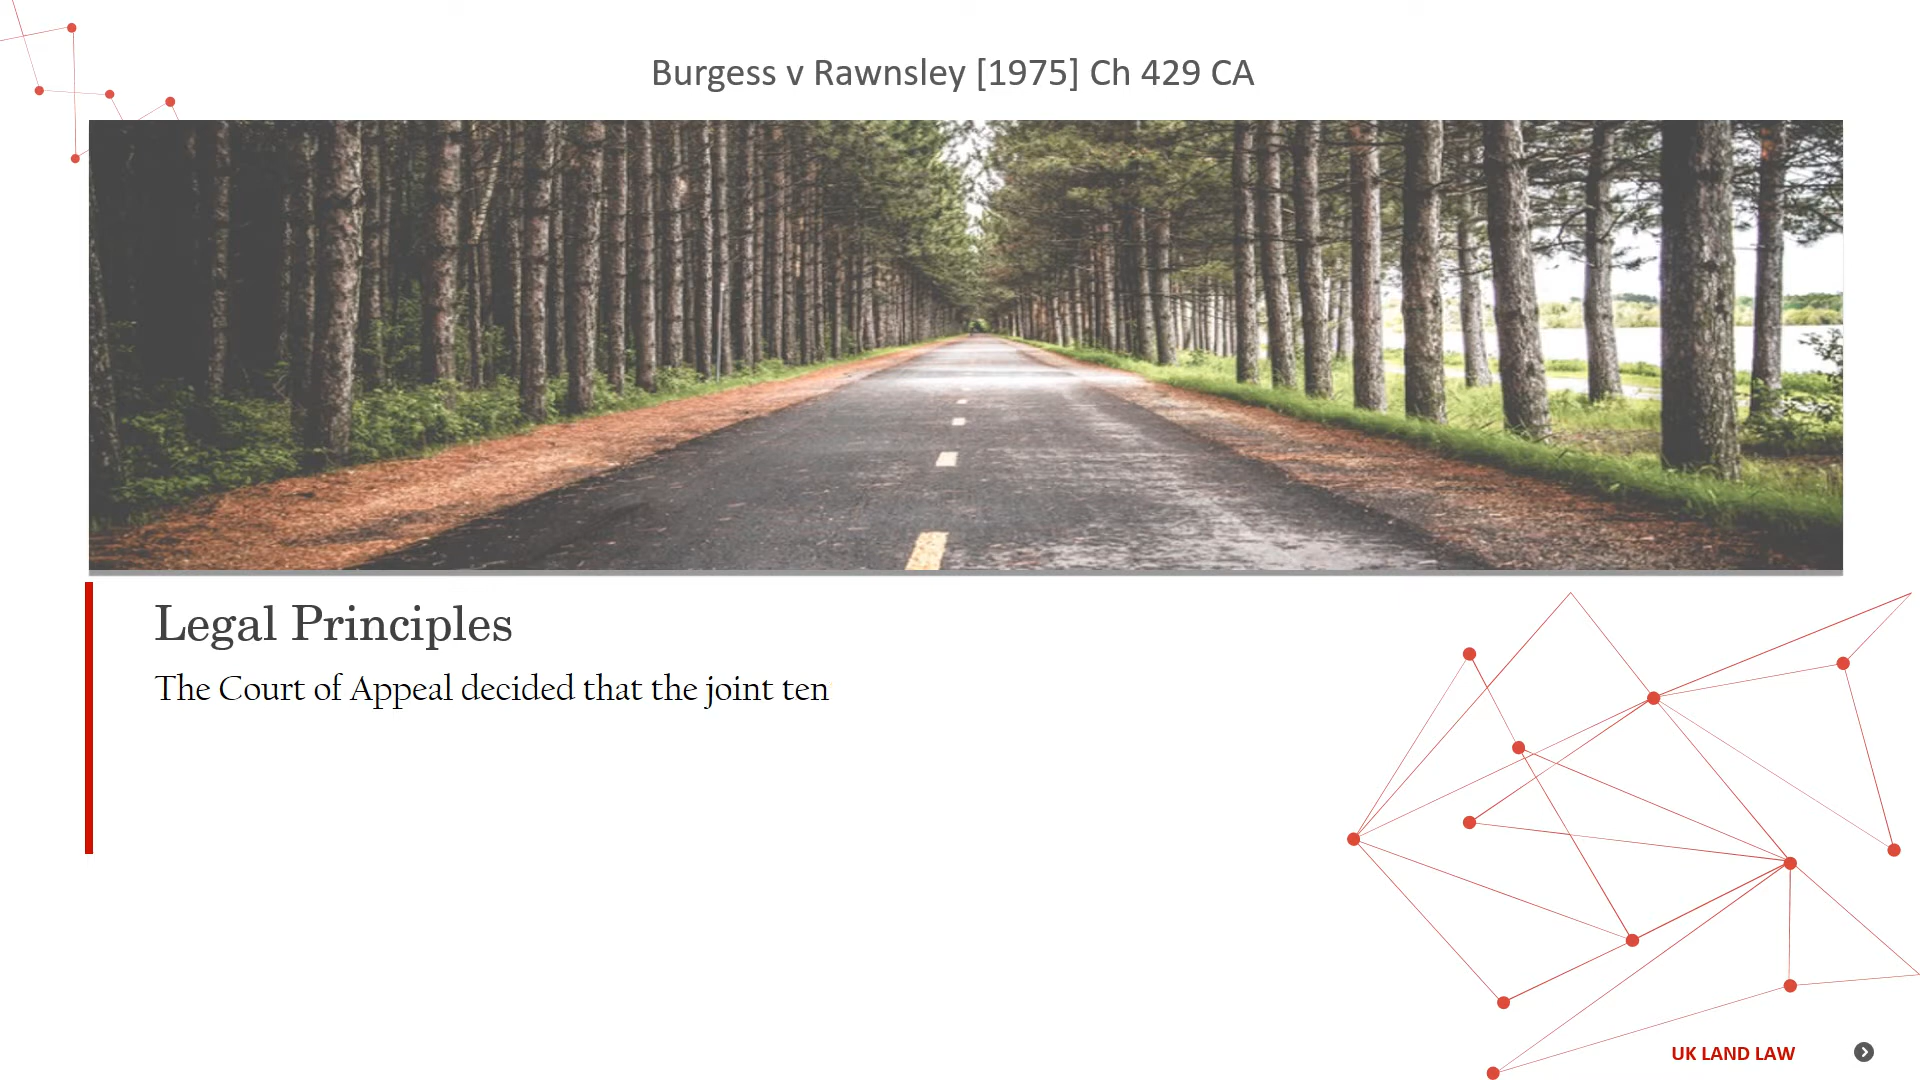 Burgess v Rawnsley [1975] Ch 429 CA
Legal Principles
The Court of Appeal decided that the joint ten
UK LAND LAW